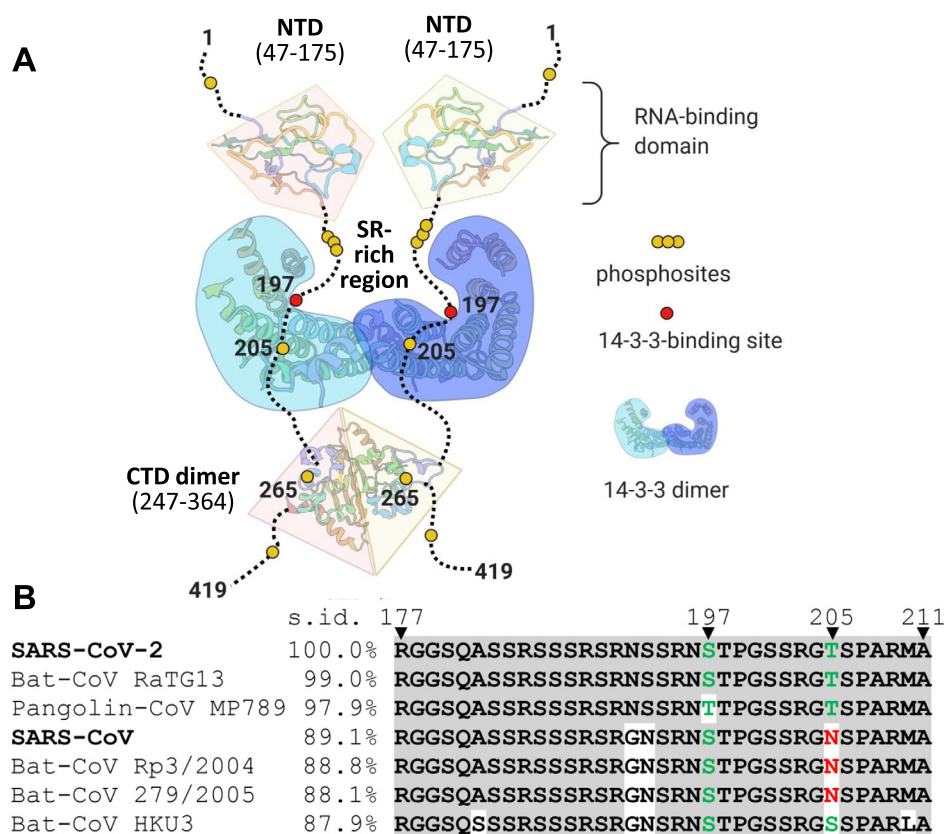 A
NTD
(47-175)
NTD
(47-175)
1
1
RNA-binding
domain
SR-
rich
region
phosphosites
197
197
14-3-3-binding site
205
205
CTD dimer
(247-364)
265
265
14-3-3 dimer
419
419
B
s.id. 177 197 205 211
SARS-CoV-2 100.0% RGGSQASSRSSSRSRNSSRNSTPGSSRGTSPARMA
Bat-CoV RaTG13 99.0% RGGSQASSRSSSRSRNSSRNSTPGSSRGTSPARMA
Pangolin-CoV MP789 97.9% RGGSQASSRSSSRSRNSSRNTTPGSSRGTSPARMA
SARS-CoV 89.1% RGGSQASSRSSSRSRGNSRNSTPGSSRGNSPARMA
Bat-CoV Rp3/2004 88.8% RGGSQASSRSSSRSRGNSRNSTPGSSRGNSPARMA
Bat-CoV 279/2005 88.1% RGGSQASSRSSSRSRGNSRNSTPGSSRGNSPARMA
Bat-CoV HKU3 87.9% RGGSQSSSRSSSRSRGNSRNSTPGSSRGSSPARLA